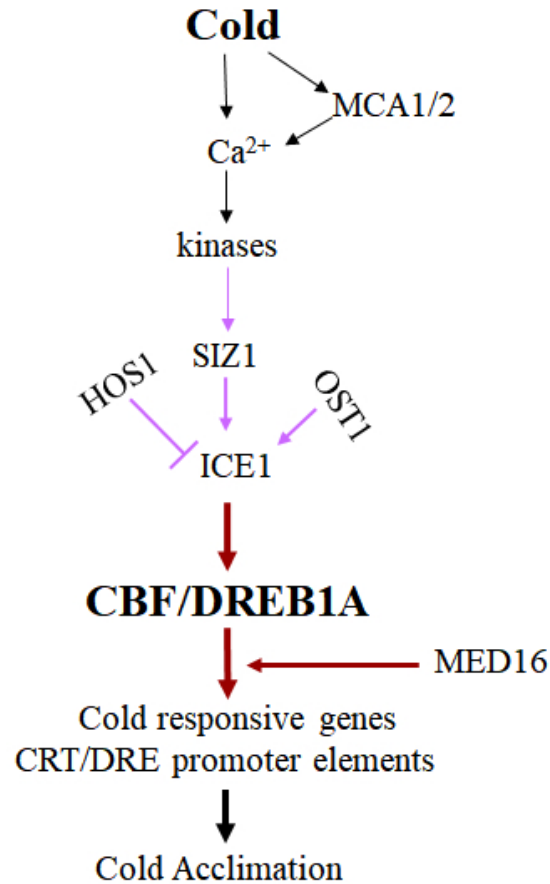 Cold
MCA1/2
Ca²⁺
kinases
SIZ1
HOS1
OST1
ICE1
CBF/DREB1A
MED16
Cold responsive genes
CRT/DRE promoter elements
Cold Acclimation